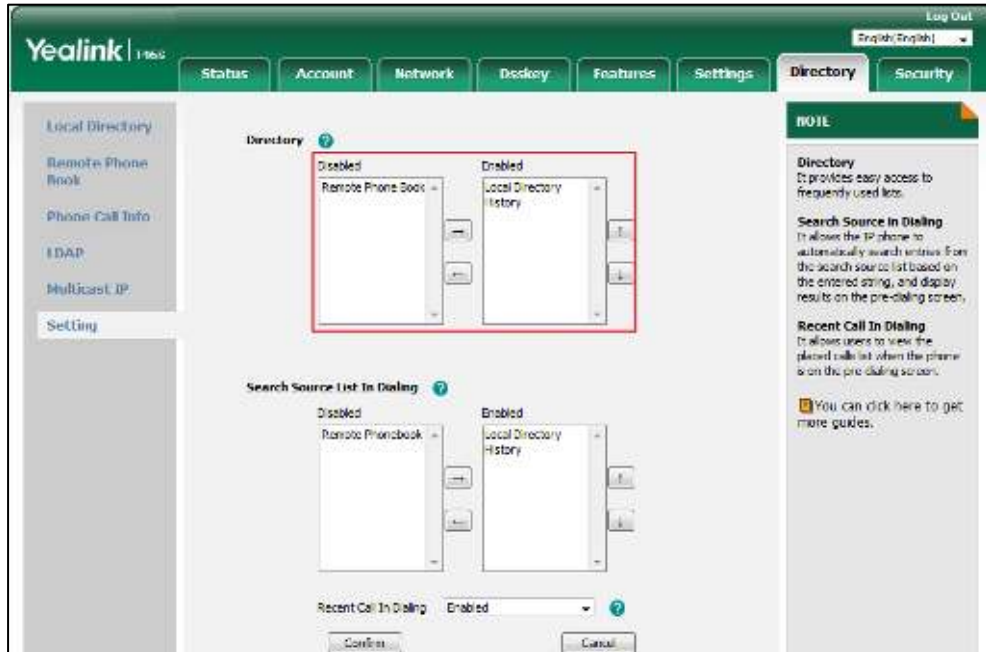 Log Out
Yealink
English(English)
Status Account Network Dsskey Features Settings Directory Security
Local Directory
Remote Phone
Book
Phone Call Info
LDAP
Multicast IP
Setting
Directory ?
Disabled Enabled
Remote Phone Book Local Directory
History
→
←
↑
↓
Search Source List In Dialing ?
Disabled Enabled
Remote Phonebook Local Directory
History
→
←
↑
↓
Recent Call In Dialing Enabled ?
Confirm Cancel
NOTE
Directory
It provides easy access to
frequently used lists.
Search Source in Dialing
It allows the IP phone to
automatically search entries from
the search source list based on
the entered string, and display
results on the pre-dialing screen.
Recent Call In Dialing
It allows users to view the
placed calls list when the phone
is on the pre-dialing screen.
You can click here to get
more guides.